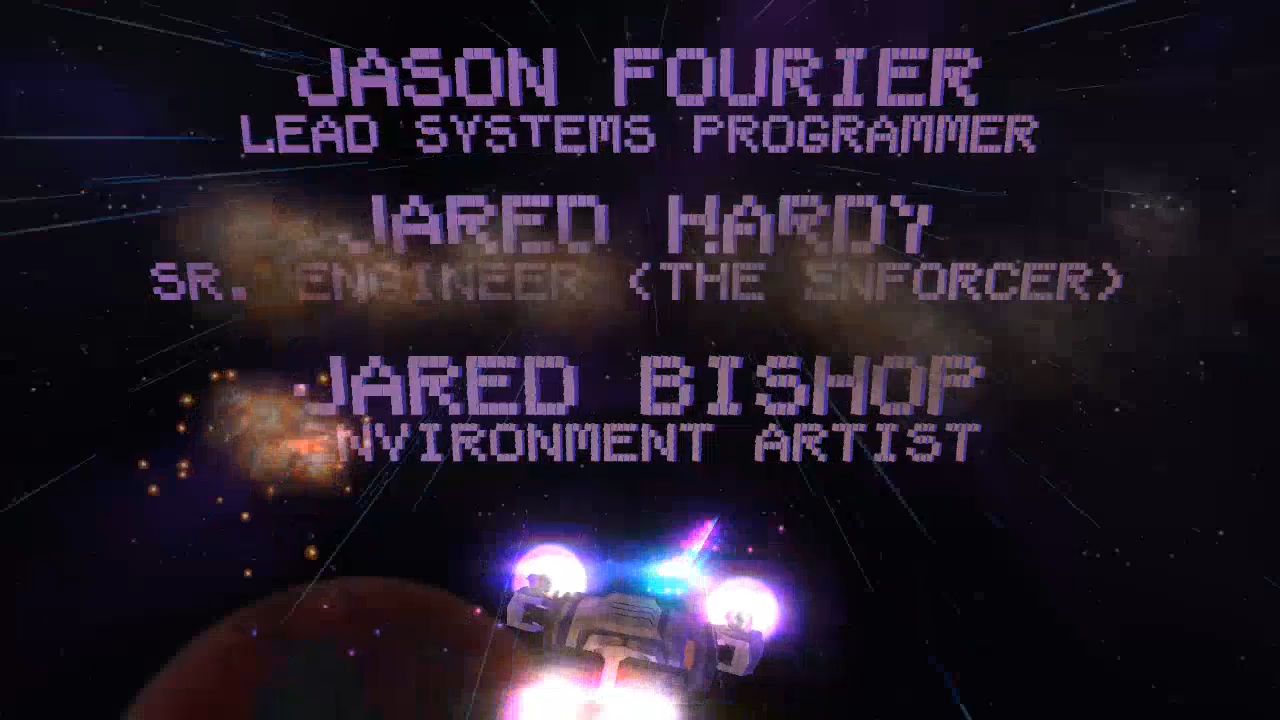 JASON FOURIER
LEAD SYSTEMS PROGRAMMER
JARED HARDY
SR. ENGINEER (THE ENFORCER)
JARED BISHOP
ENVIRONMENT ARTIST